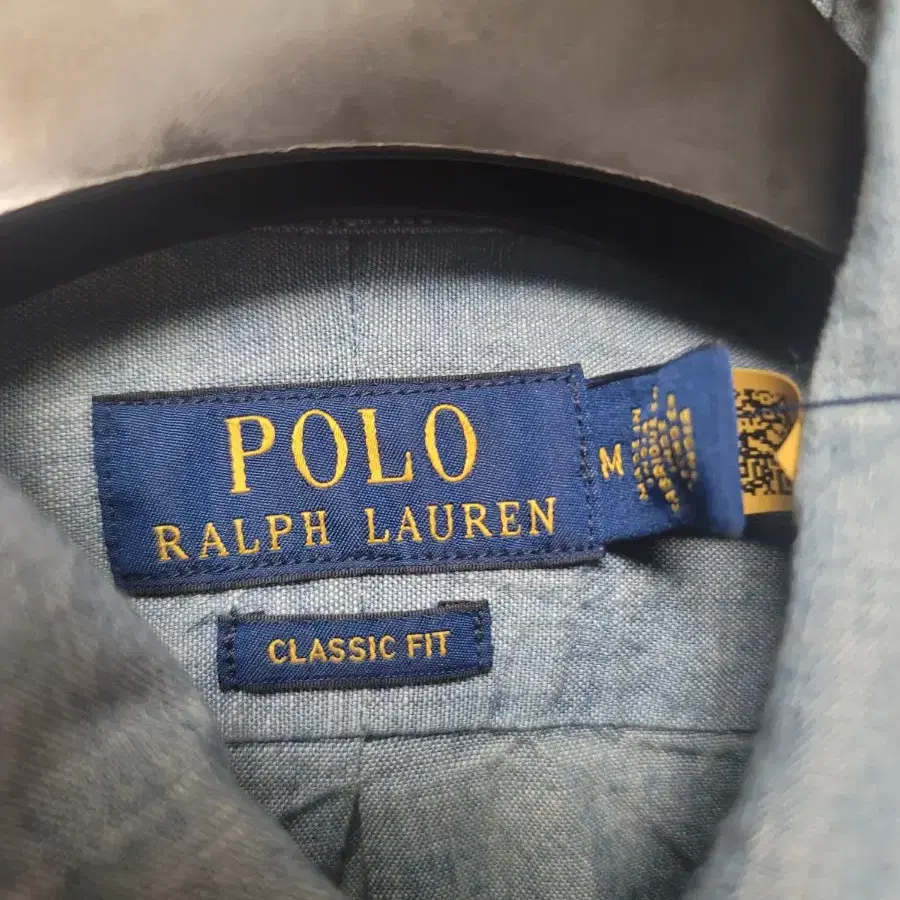 POLO
RALPH LAUREN
M
CLASSIC FIT